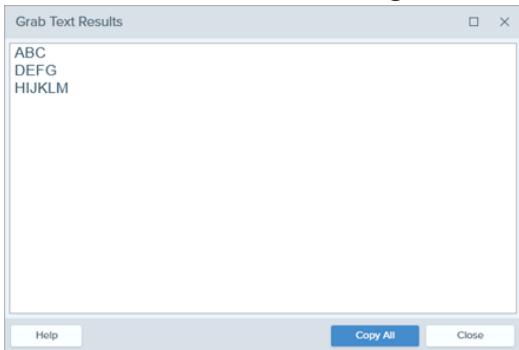 Grab Text Results
ABC
DEFG
HIJKLM
Help
Copy All
Close